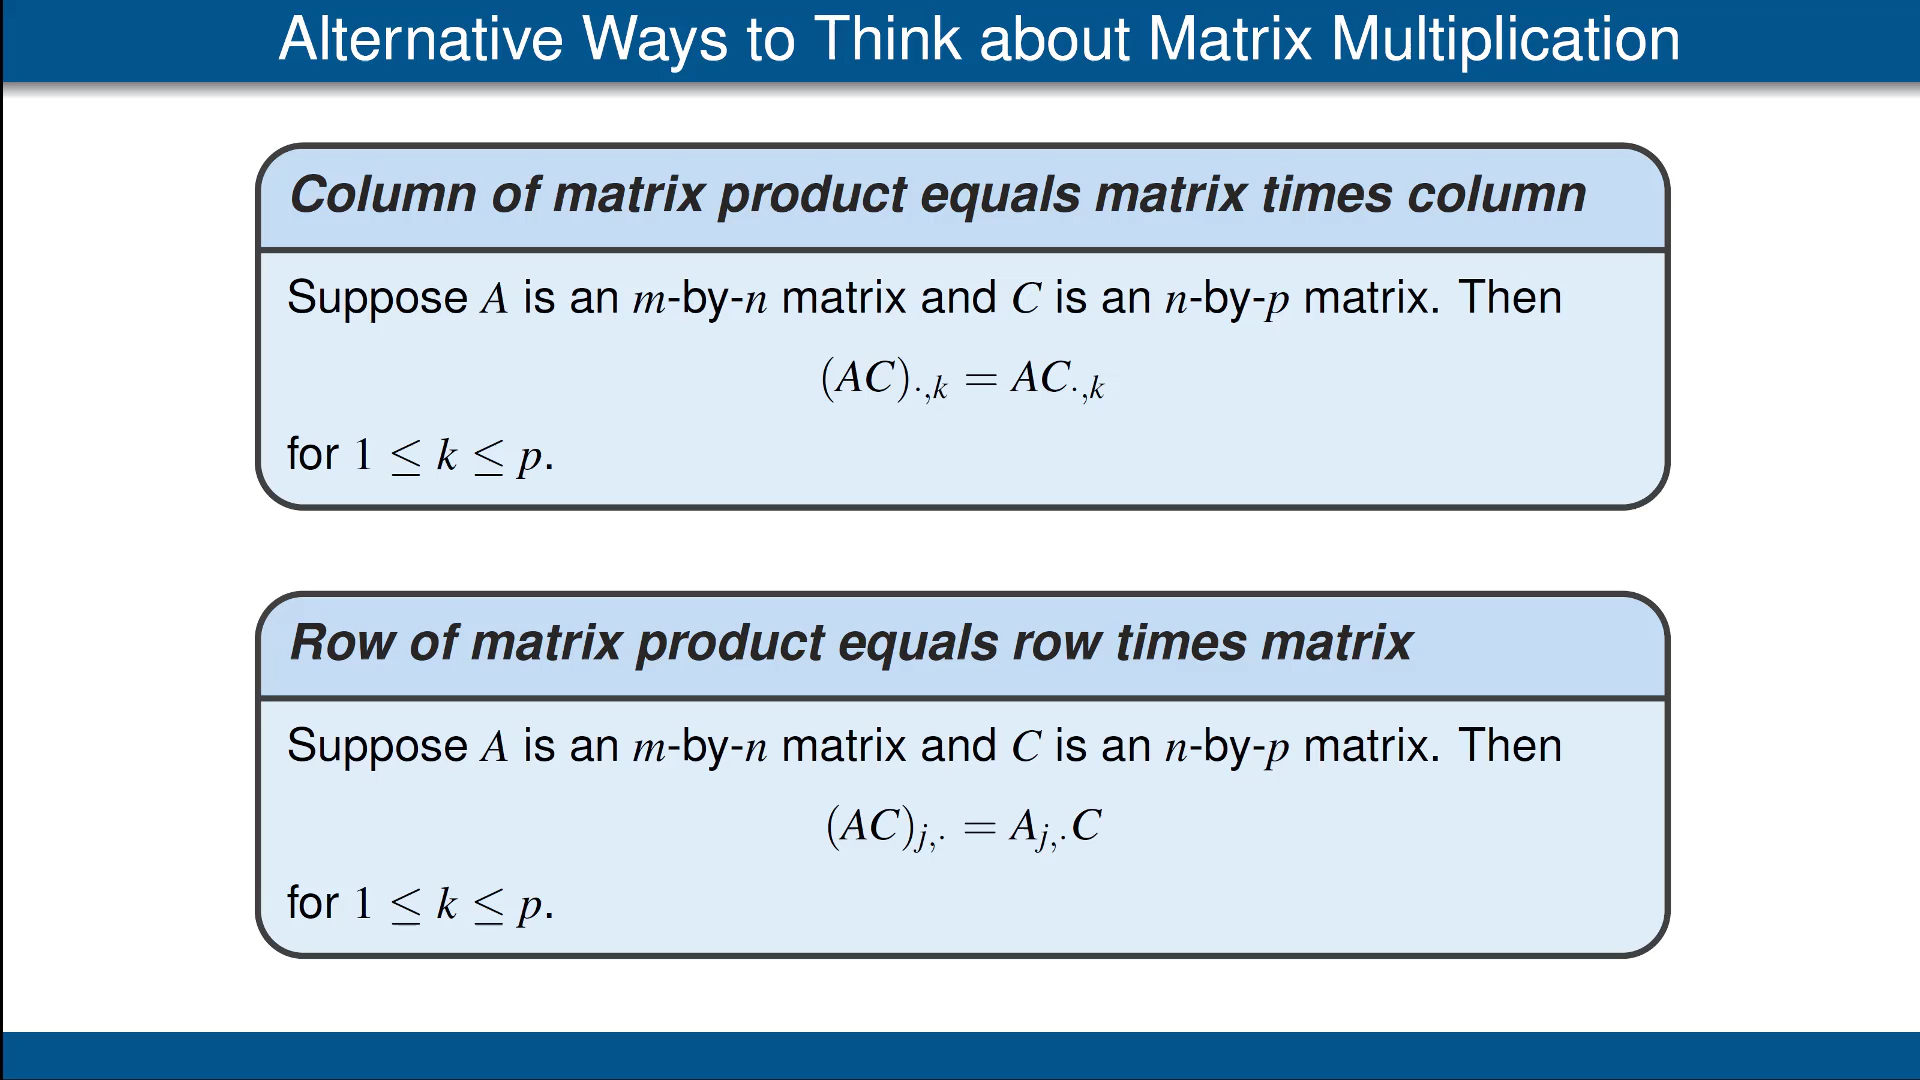 Alternative Ways to Think about Matrix Multiplication
Column of matrix product equals matrix times column
Suppose A is an m-by-n matrix and C is an n-by-p matrix. Then
(AC)·,k = AC·,k
for 1 ≤ k ≤ p.
Row of matrix product equals row times matrix
Suppose A is an m-by-n matrix and C is an n-by-p matrix. Then
(AC)j,· = Aj,·C
for 1 ≤ k ≤ p.